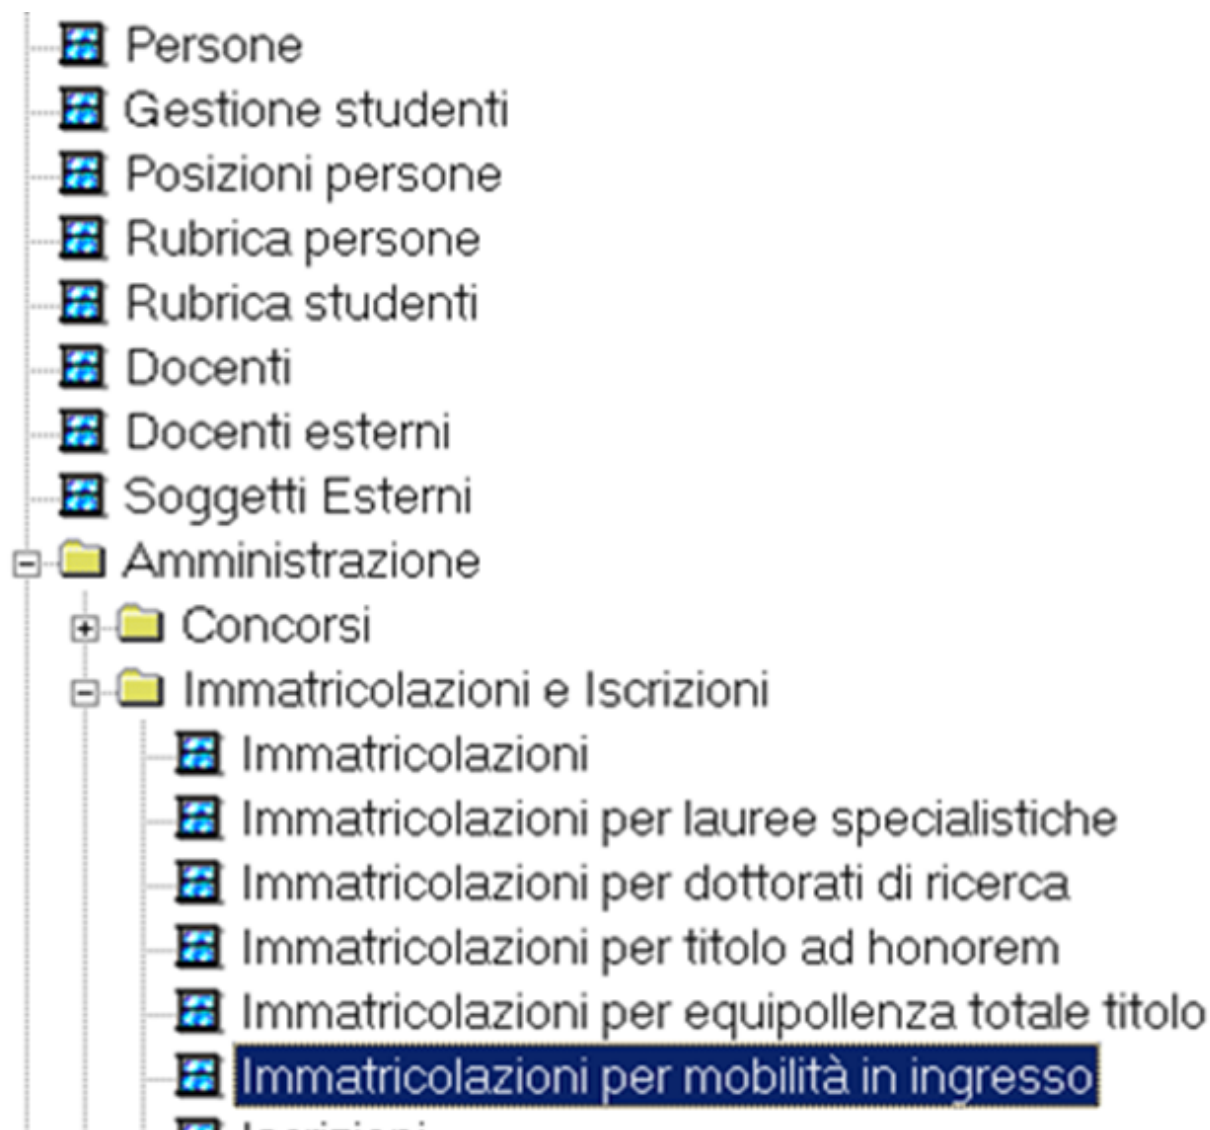 Persone
Gestione studenti
Posizioni persone
Rubrica persone
Rubrica studenti
Docenti
Docenti esterni
Soggetti Esterni
Amministrazione
Concorsi
Immatricolazioni e Iscrizioni
Immatricolazioni
Immatricolazioni per lauree specialistiche
Immatricolazioni per dottorati di ricerca
Immatricolazioni per titolo ad honorem
Immatricolazioni per equipollenza totale titolo
Immatricolazioni per mobilità in ingresso